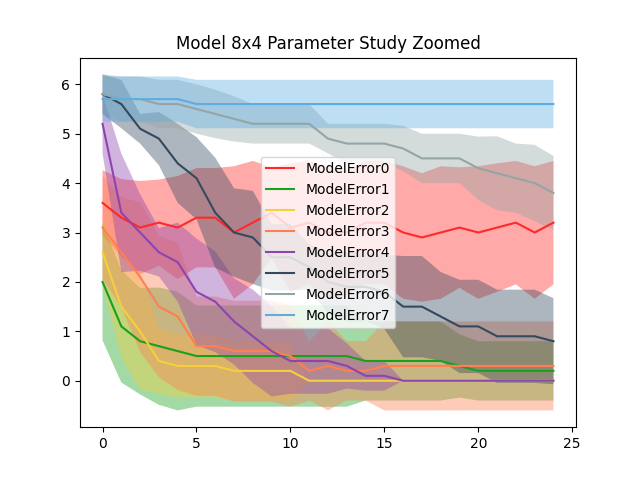 Model 8x4 Parameter Study Zoomed
6
5
4
3
2
1
0
ModelError0
ModelError1
ModelError2
ModelError3
ModelError4
ModelError5
ModelError6
ModelError7
0 5 10 15 20 25